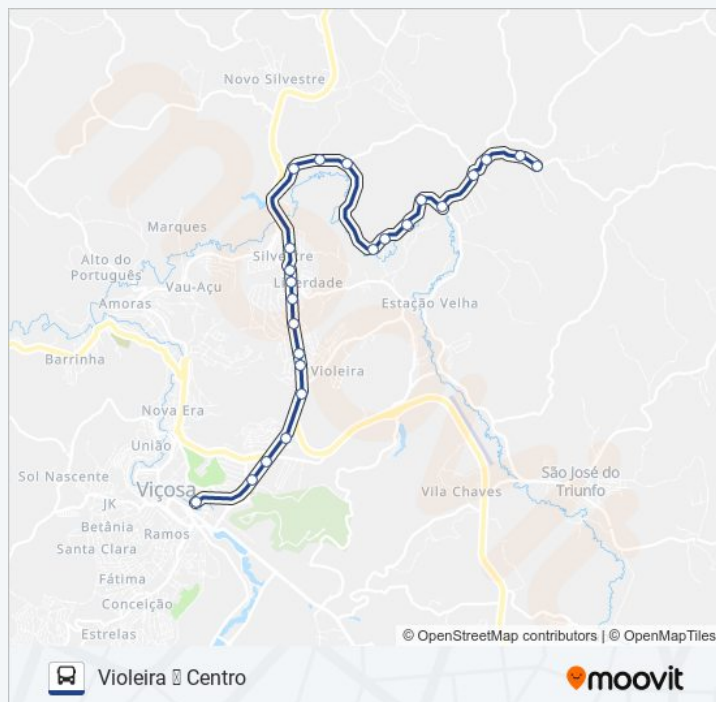 Novo Silvestre
Marques
Silvestre
Alto do
Português
Vau-Açu
Liberdade
Amoras
Estação Velha
Barrinha
Violeira
Nova Era
União
Sol Nascente
Viçosa
São José do
Triunfo
Vila Chaves
JK
Betânia
Ramos
Santa Clara
Fátima
Conceição
Estrelas
© OpenStreetMap contributors | © OpenMapTiles
Violeira Centro
moovit